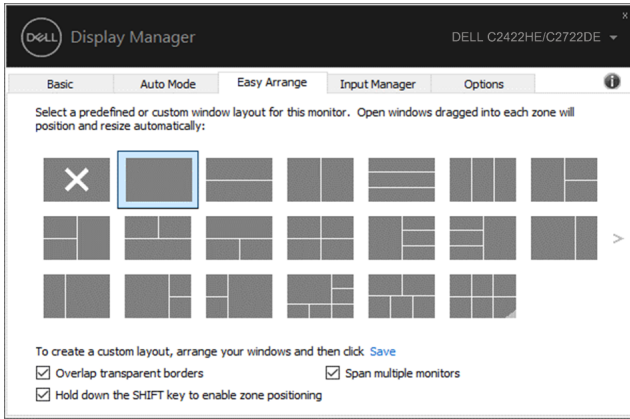 x
DELL Display Manager
DELL C2422HE/C2722DE
Basic
Auto Mode
Easy Arrange
Input Manager
Options
i
Select a predefined or custom window layout for this monitor. Open windows dragged into each zone will
position and resize automatically:
>
To create a custom layout, arrange your windows and then click Save
Overlap transparent borders
Span multiple monitors
Hold down the SHIFT key to enable zone positioning